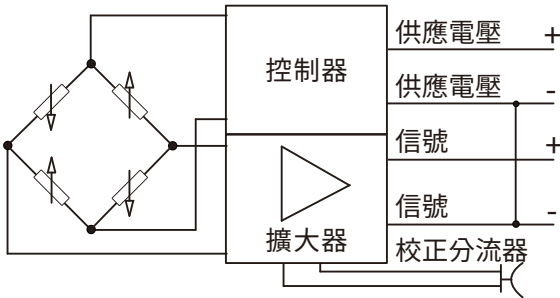 供應電壓 +
控制器
供應電壓 -
信號 +
信號 -
擴大器
校正分流器